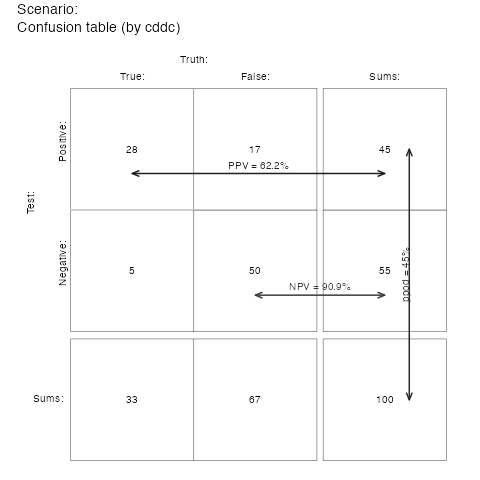 Scenario:
Confusion table (by cddc)
Truth:
True: False: Sums:
Test:
Positive:
28 17 45
PPV = 62.2%
Negative:
5 50 55
NPV = 90.9%
ppod = 45%
Sums: 33 67 100